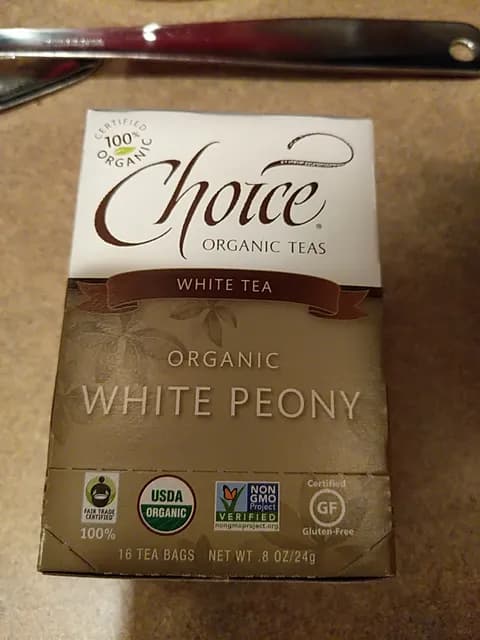 CERTIFIED
100%
ORGANIC
Choice
ORGANIC TEAS
WHITE TEA
ORGANIC
WHITE PEONY
FAIR TRADE
CERTIFIED
100%
USDA
ORGANIC
NON
GMO
Project
VERIFIED
nongmoproject.org
Certified
GF
Gluten-Free
16 TEA BAGS NET WT .8 OZ/24g